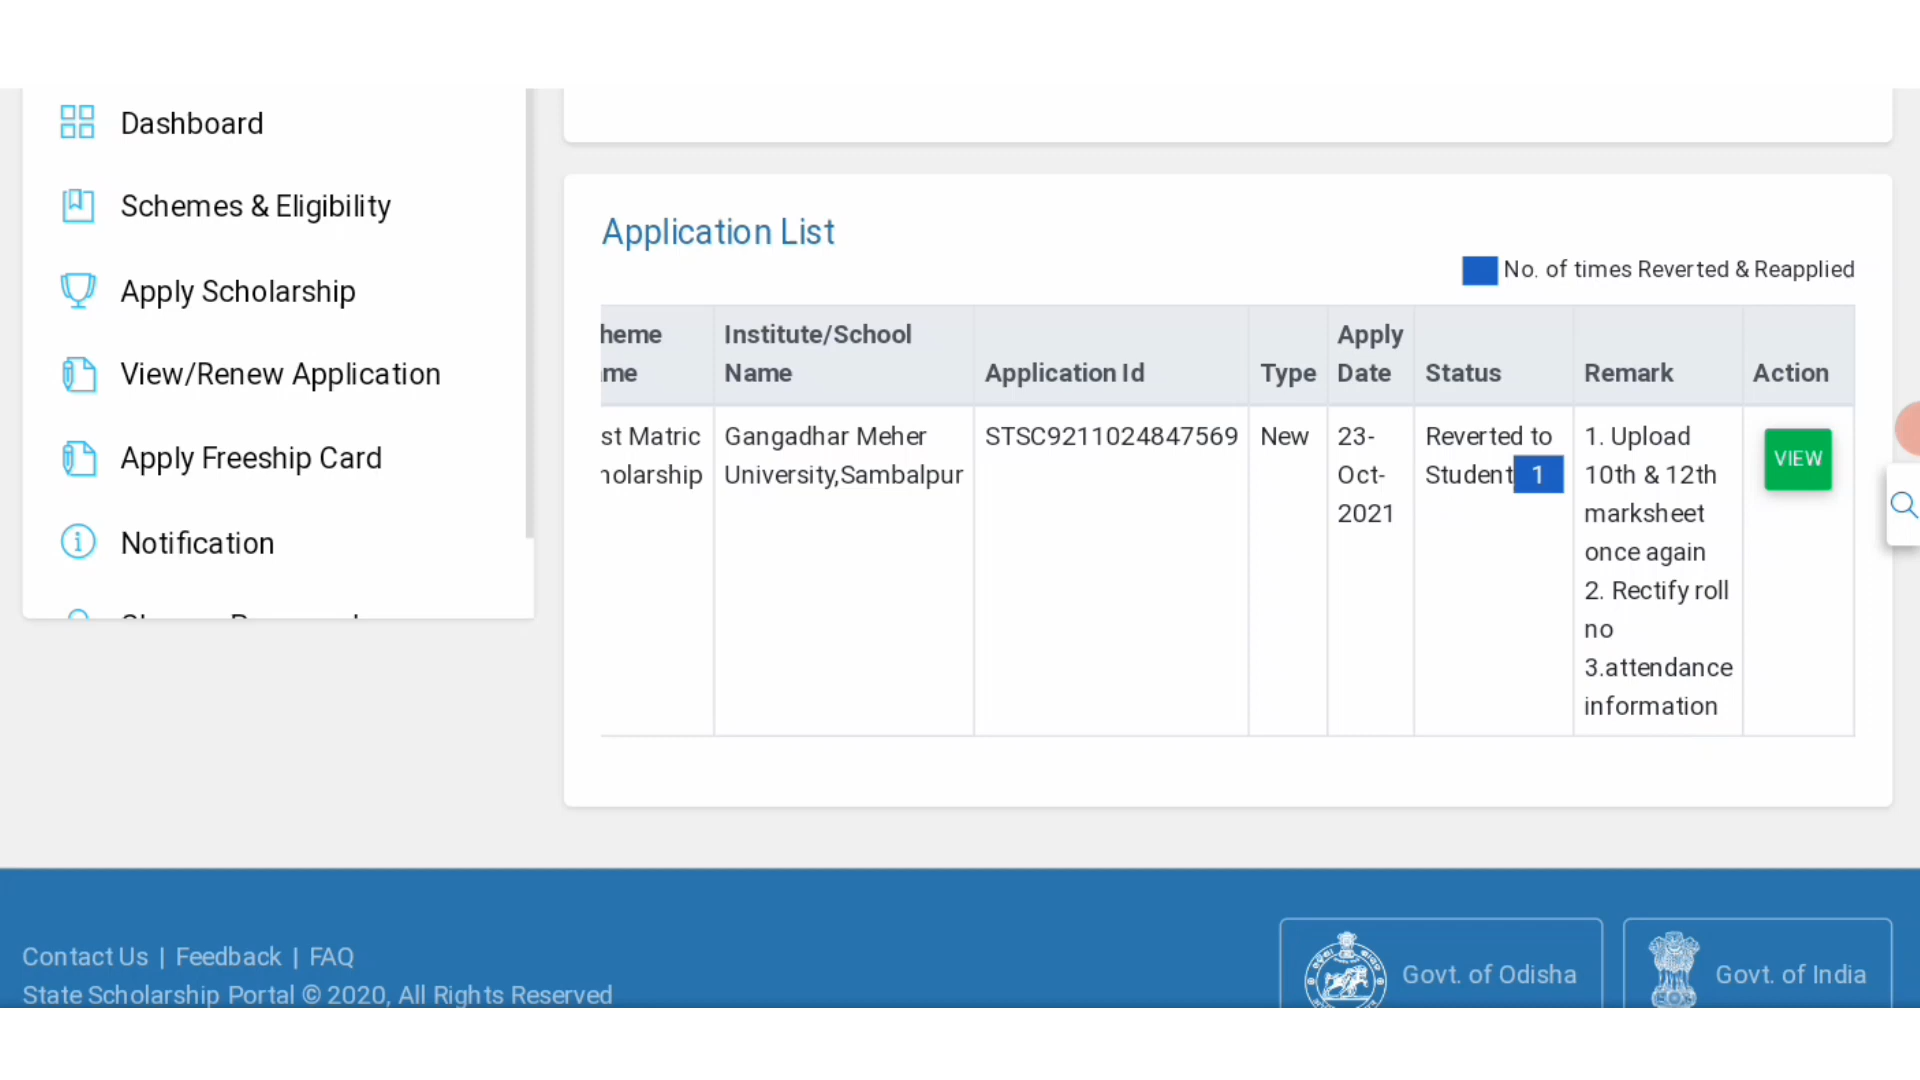 Dashboard
Schemes & Eligibility
Apply Scholarship
View/Renew Application
Apply Freeship Card
Notification
Application List
No. of times Reverted & Reapplied
heme
me
Institute/School
Name
Application Id
Type
Apply
Date
Status
Remark
Action
st Matric
holarship
Gangadhar Meher
University,Sambalpur
STSC9211024847569
New
23-
Oct-
2021
Reverted to
Student 1
1. Upload
10th & 12th
marksheet
once again
2. Rectify roll
no
3.attendance
information
VIEW
Contact Us | Feedback | FAQ
State Scholarship Portal © 2020, All Rights Reserved
Govt. of Odisha
Govt. of India